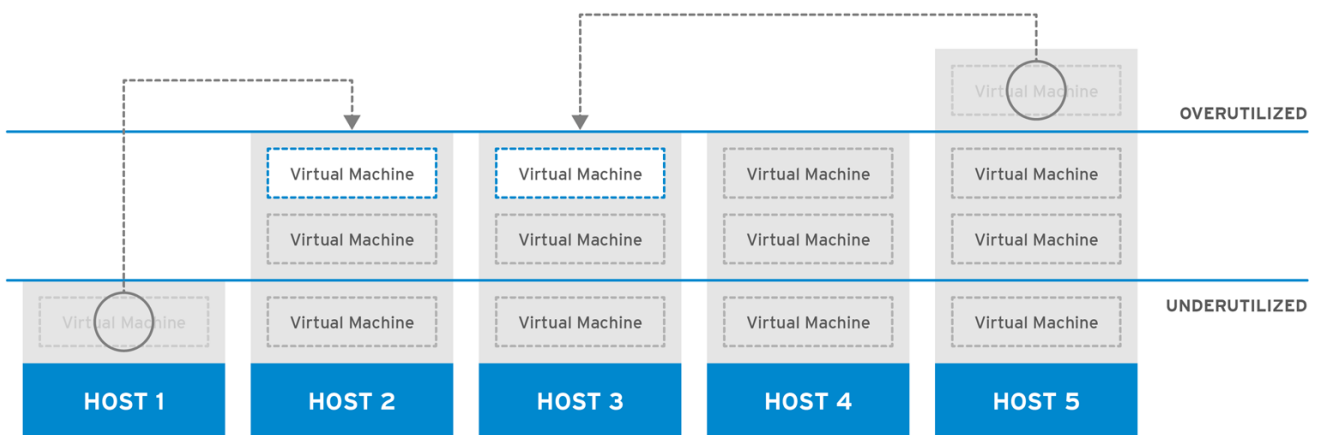 Virtual Machine
OVERUTILIZED
Virtual Machine Virtual Machine Virtual Machine Virtual Machine
Virtual Machine Virtual Machine Virtual Machine Virtual Machine
UNDERUTILIZED
Virtual Machine Virtual Machine Virtual Machine Virtual Machine Virtual Machine
HOST 1 HOST 2 HOST 3 HOST 4 HOST 5